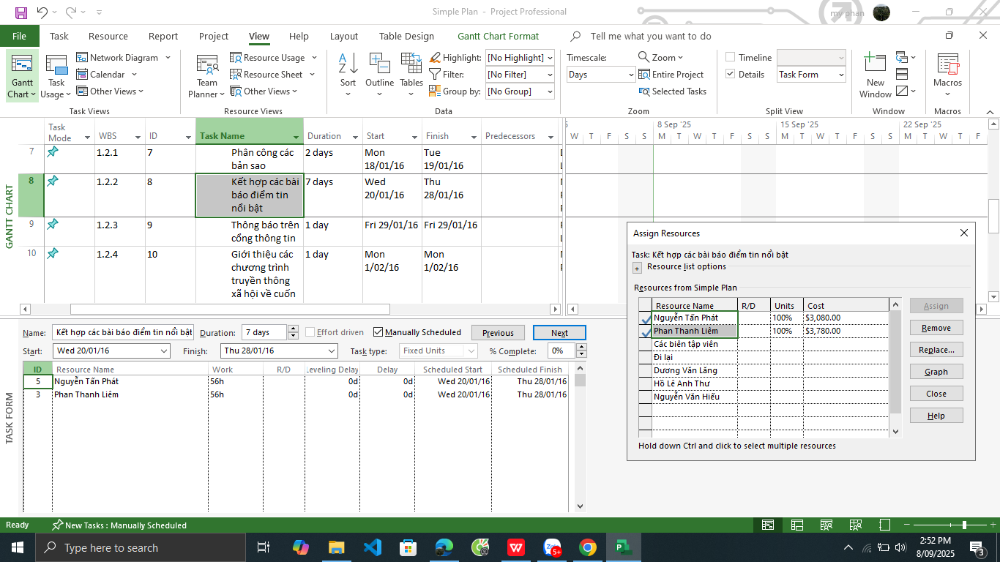 Simple Plan - Project Professional
my phan
File Task Resource Report Project View Help Layout Table Design Gantt Chart Format Tell me what you want to do
Gantt Chart
Task Usage
Network Diagram
Calendar
Other Views
Task Views
Team Planner
Resource Usage
Resource Sheet
Other Views
Resource Views
Sort
Outline
Tables
Highlighting: [No Highlight]
Filter: [No Filter]
Group by: [No Group]
Data
Timescale:
Days
Zoom
Entire Project
Selected Tasks
Zoom
Timeline
Details Task Form
Split View
New Window
Window
Macros
Macros
GANTT CHART
Task Mode WBS ID Task Name Duration Start Finish Predecessors
8 Sep '25 15 Sep '25 22 Sep '25
W T F S S M T W T F S S M T W T F S S M T W T F
7 1.2.1 7 Phân công các bản sao 2 days Mon 18/01/16 Tue 19/01/16
8 1.2.2 8 Kết hợp các bài báo điểm tin nổi bật 7 days Wed 20/01/16 Thu 28/01/16
9 1.2.3 9 Thông báo trên cổng thông tin 1 day Fri 29/01/16 Fri 29/01/16
10 1.2.4 10 Giới thiệu các chương trình truyền thông xã hội về cuốn 1 day Mon 1/02/16 Mon 1/02/16
Assign Resources
Task: Kết hợp các bài báo điểm tin nổi bật
+ Resource list options
Resources from Simple Plan
Resource Name R/D Units Cost
Nguyễn Tấn Phát 100% $3,080.00
Phan Thanh Liêm 100% $3,780.00
Các biên tập viên
Đi lại
Dương Văn Lăng
Hồ Lê Anh Thư
Nguyễn Văn Hiếu
Assign
Remove
Replace...
Graph
Close
Help
Hold down Ctrl and click to select multiple resources
TASK FORM
Name: Kết hợp các bài báo điểm tin nổi bật Duration: 7 days Effort driven Manually Scheduled Previous Next
Start: Wed 20/01/16 Finish: Thu 28/01/16 Task type: Fixed Units % Complete: 0%
ID Resource Name Work R/D Leveling Delay Delay Scheduled Start Scheduled Finish
5 Nguyễn Tấn Phát 56h 0d 0d Wed 20/01/16 Thu 28/01/16
3 Phan Thanh Liêm 56h 0d 0d Wed 20/01/16 Thu 28/01/16
Ready New Tasks : Manually Scheduled
Type here to search
5+
2:52 PM
8/09/2025
3